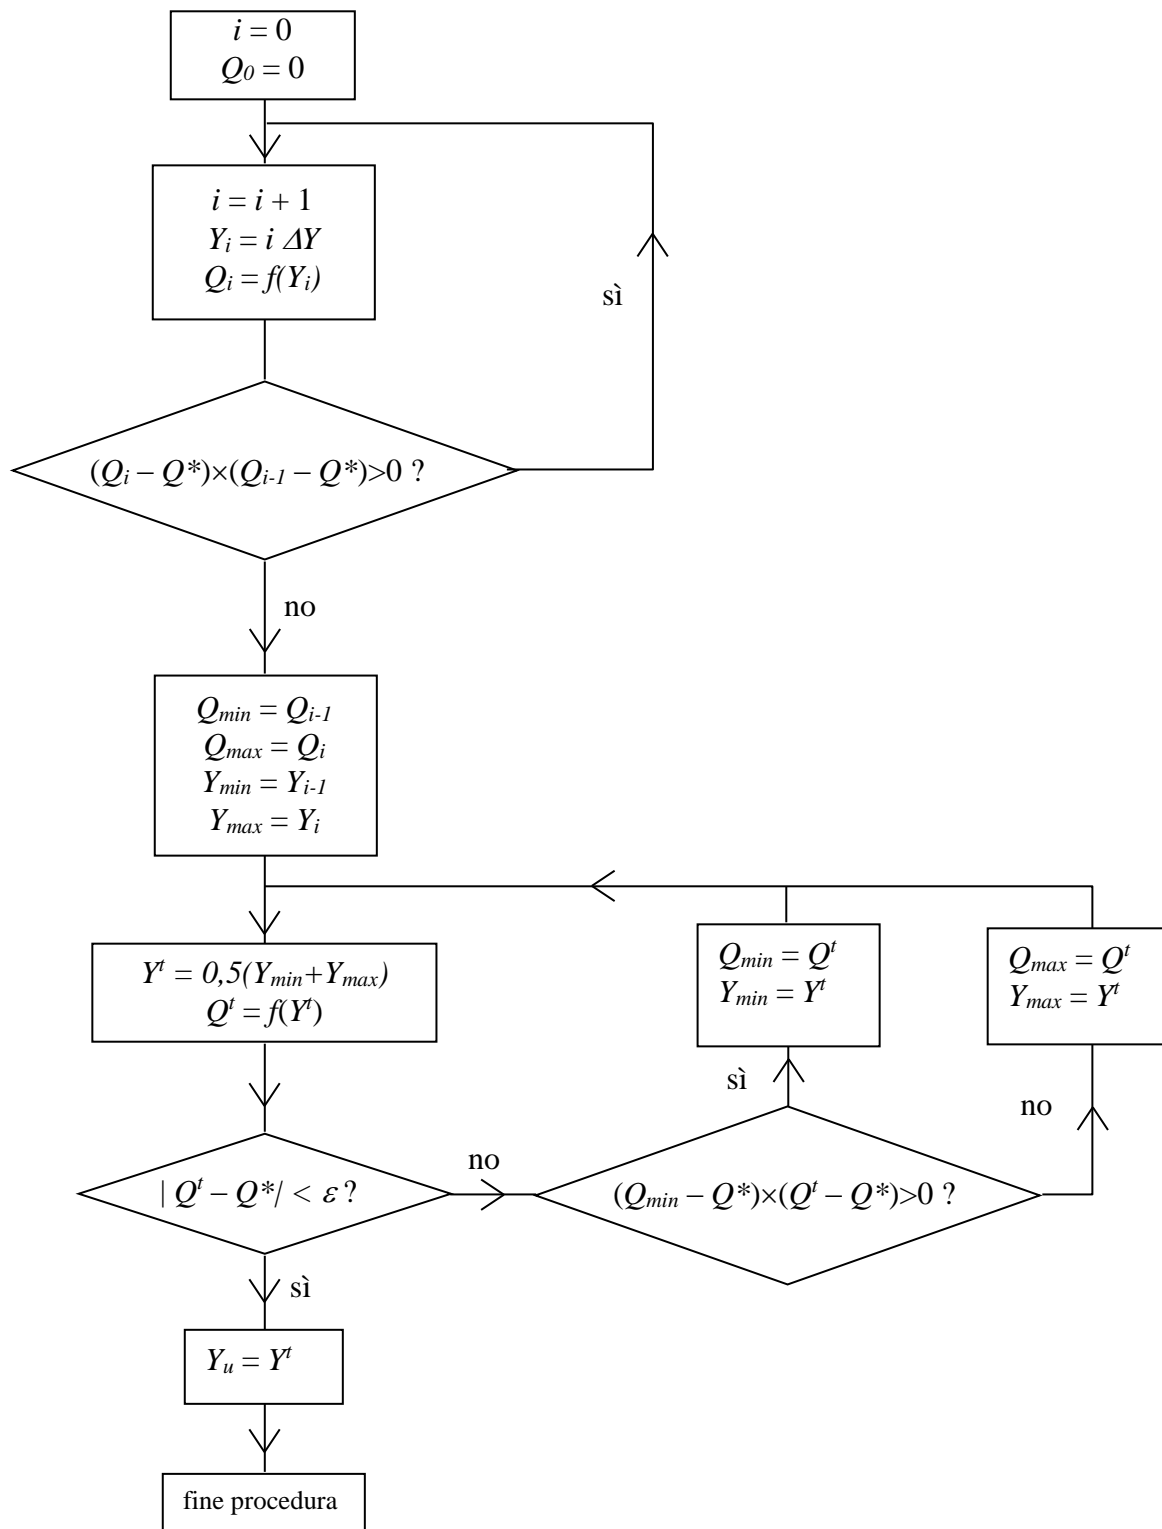 i = 0
Q₀ = 0
i = i + 1
Yᵢ = i ΔY
Qᵢ = f(Yᵢ)
sì
(Qᵢ – Q*)×(Qᵢ₋₁ – Q*)>0 ?
no
Qmin = Qᵢ₋₁
Qmax = Qᵢ
Ymin = Yᵢ₋₁
Ymax = Yᵢ
Yᵗ = 0,5(Ymin+Ymax)
Qᵗ = f(Yᵗ)
Qmin = Qᵗ
Ymin = Yᵗ
Qmax = Qᵗ
Ymax = Yᵗ
sì
no
no
| Qᵗ – Q*| < ε ?
(Qmin – Q*)×(Qᵗ – Q*)>0 ?
sì
Yᵤ = Yᵗ
fine procedura